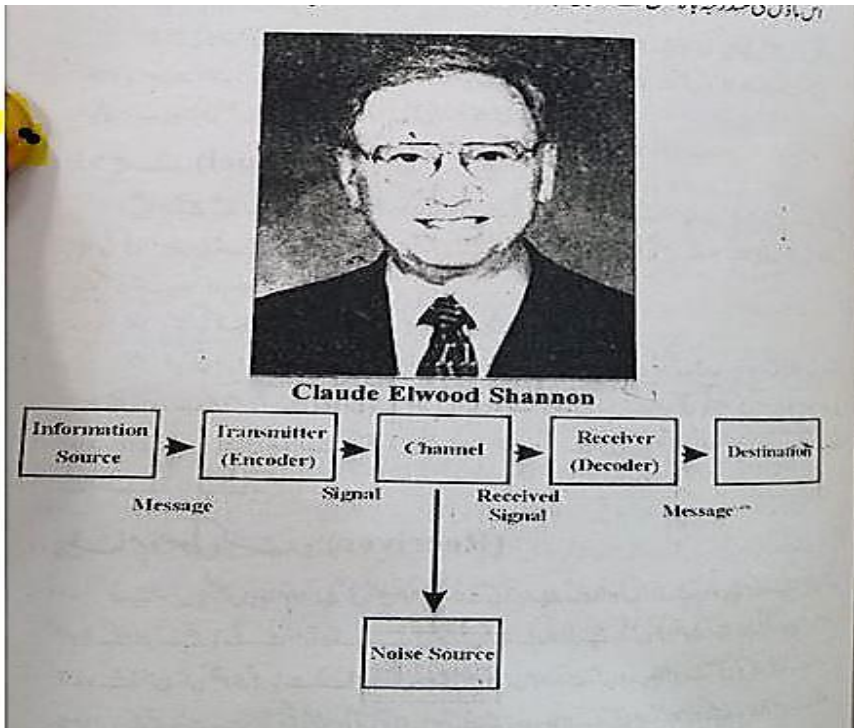 Claude Elwood Shannon
Information
Source
Transmitter
(Encoder)
Channel
Receiver
(Decoder)
Destination
Message
Signal
Received
Signal
Message
Noise Source